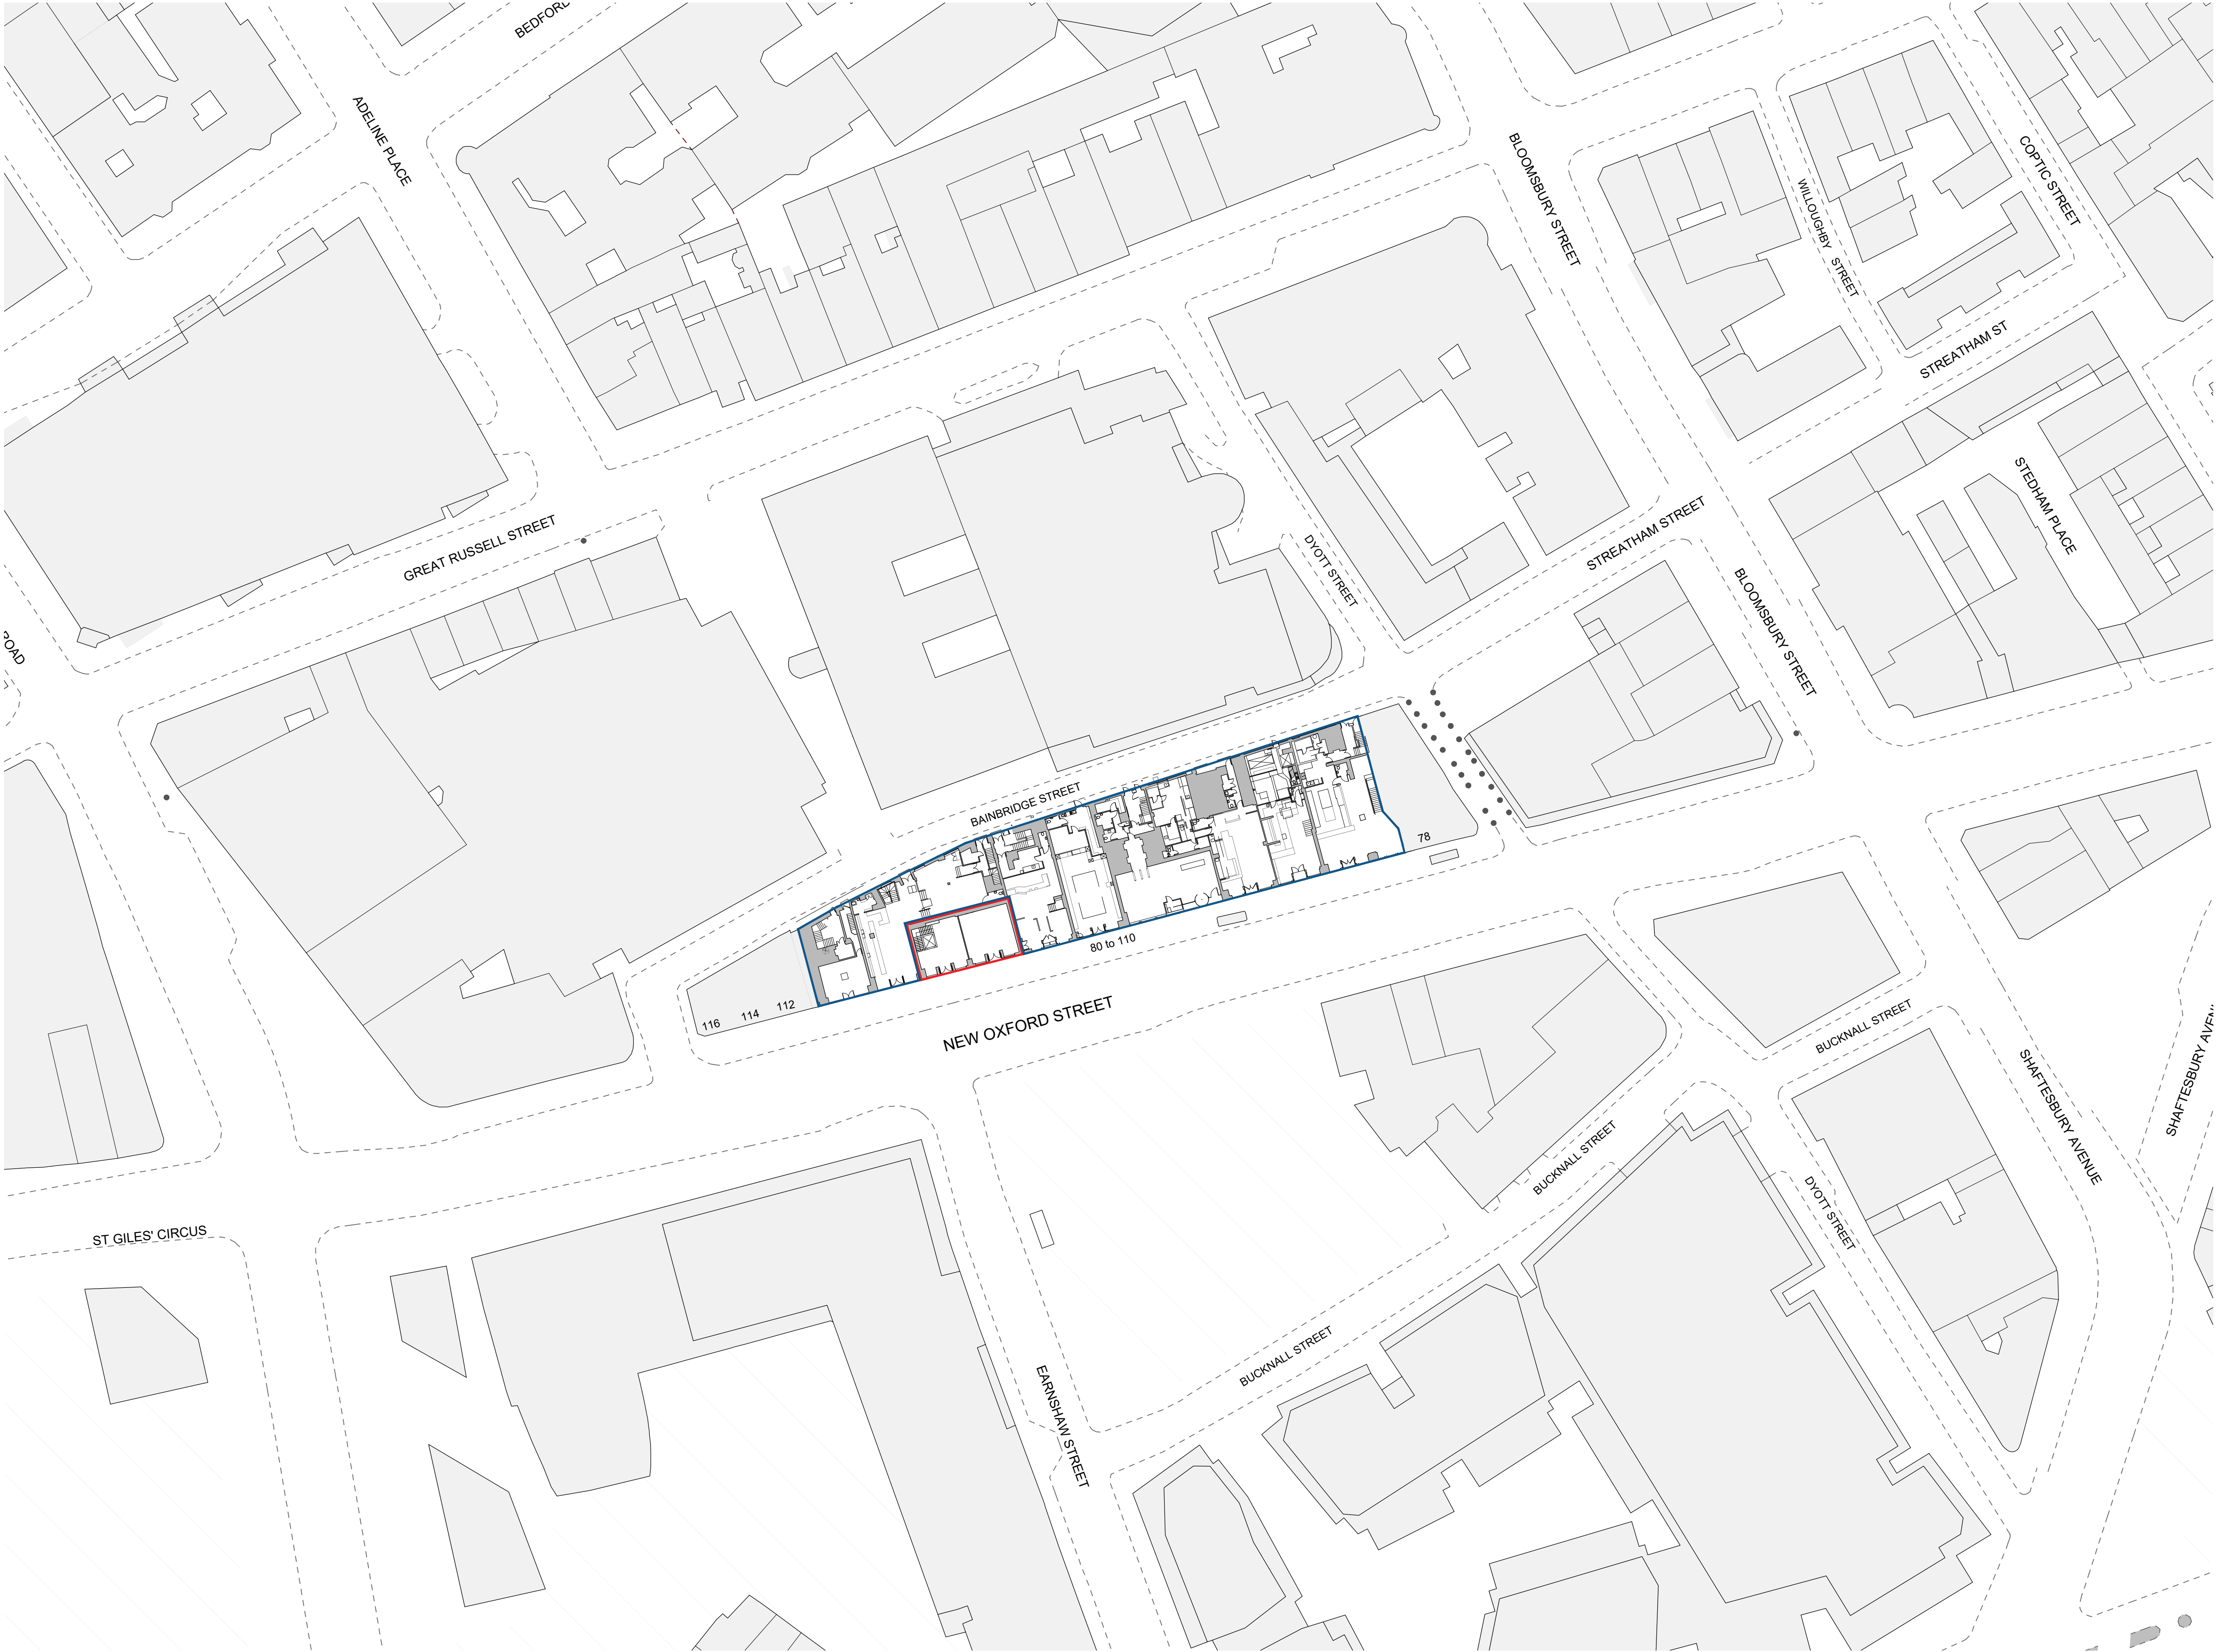 BEDFORD
ADELINE PLACE
BLOOMSBURY STREET
WILLOUGHBY STREET
COPTIC STREET
STREATHAM ST
STEDHAM PLACE
GREAT RUSSELL STREET
DYOTT STREET
STREATHAM STREET
BLOOMSBURY STREET
ROAD
BAINBRIDGE STREET
78
80 to 110
112
114
116
NEW OXFORD STREET
BUCKNALL STREET
SHAFTESBURY AVENUE
SHAFTESBURY AVENU
BUCKNALL STREET
DYOTT STREET
ST GILES' CIRCUS
BUCKNALL STREET
EARNSHAW STREET